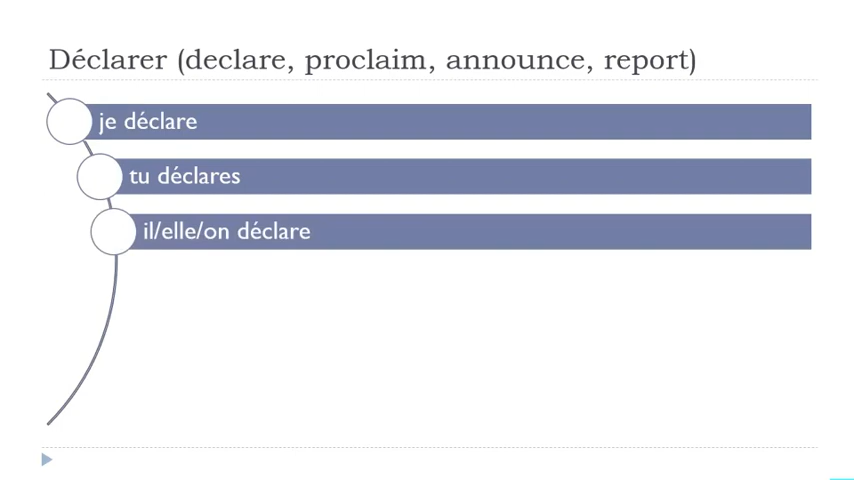 Déclarer (declare, proclaim, announce, report)
je déclare
tu déclares
il/elle/on déclare